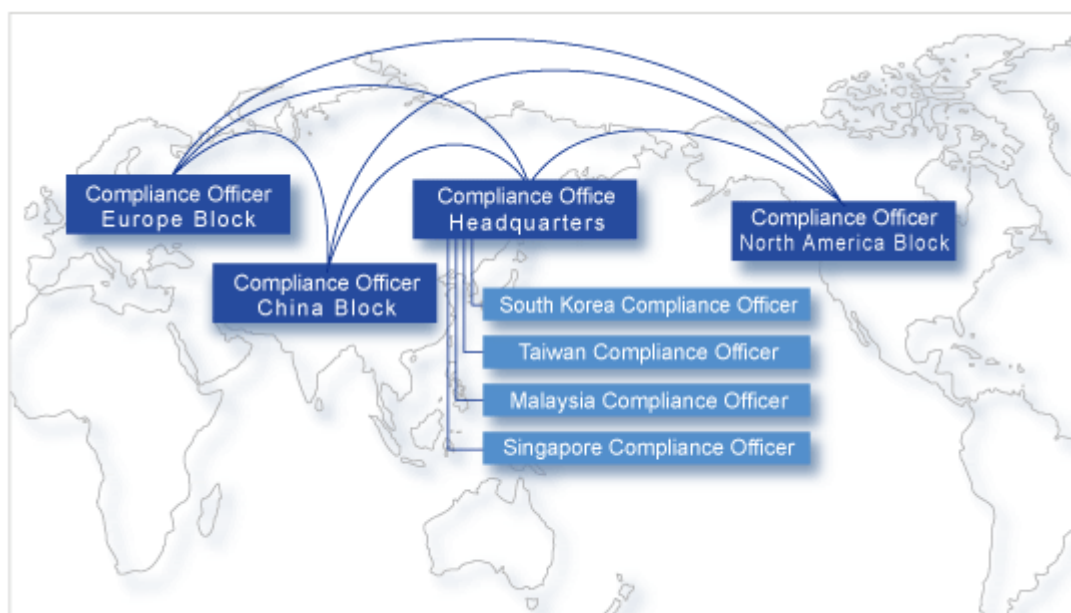 Compliance Officer
Europe Block
Compliance Office
Headquarters
Compliance Officer
North America Block
Compliance Officer
China Block
South Korea Compliance Officer
Taiwan Compliance Officer
Malaysia Compliance Officer
Singapore Compliance Officer